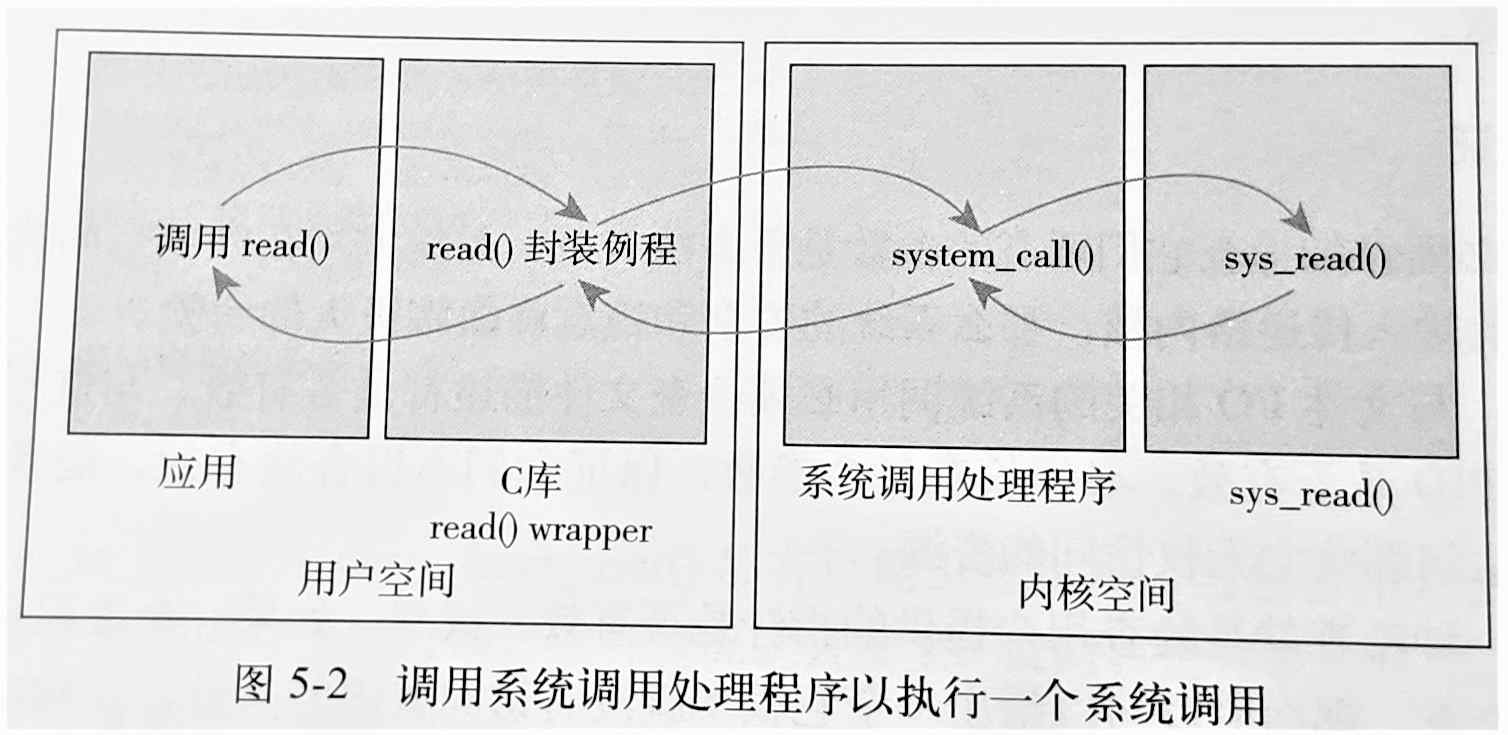 调用 read()
read() 封装例程
system_call()
sys_read()
应用
C库
read() wrapper
用户空间
系统调用处理程序
sys_read()
内核空间
图 5-2 调用系统调用处理程序以执行一个系统调用